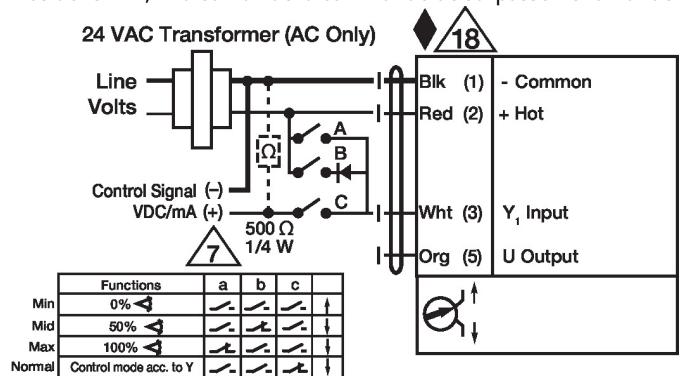 24 VAC Transformer (AC Only)
18
Line
Volts
Blk (1) - Common
Red (2) + Hot
A
B
Ω
C
Control Signal (-)
VDC/mA (+)
Wht (3) Y1 Input
500 Ω
1/4 W
7
Org (5) U Output
Functions a b c
Min 0%
Mid 50%
Max 100%
Normal Control mode acc. to Y